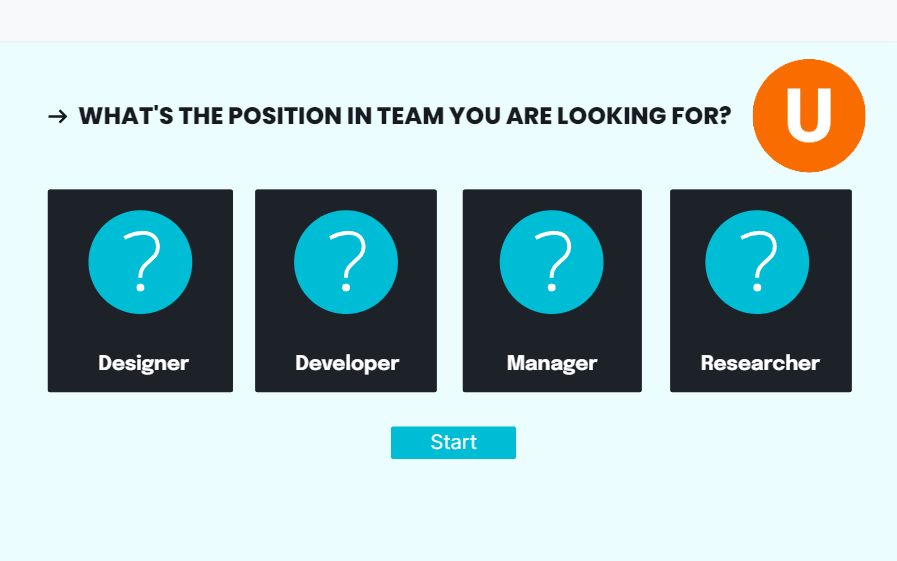 → WHAT'S THE POSITION IN TEAM YOU ARE LOOKING FOR?
U
? ? ? ?
Designer Developer Manager Researcher
Start